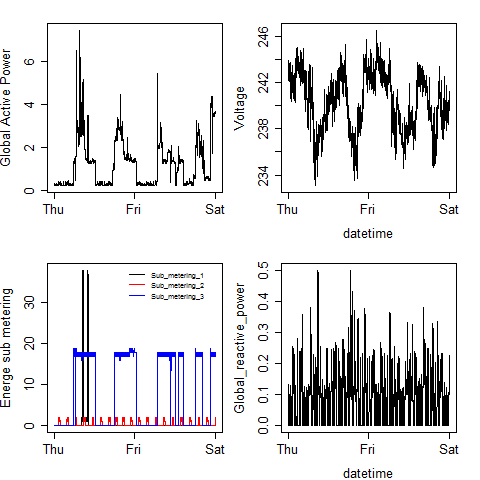 Global Active Power
0
2
4
6
Thu
Fri
Sat
Voltage
234
238
242
246
Thu
Fri
Sat
datetime
Energe sub metering
0
10
20
30
Sub_metering_1
Sub_metering_2
Sub_metering_3
Thu
Fri
Sat
Global_reactive_power
0.0
0.1
0.2
0.3
0.4
0.5
Thu
Fri
Sat
datetime